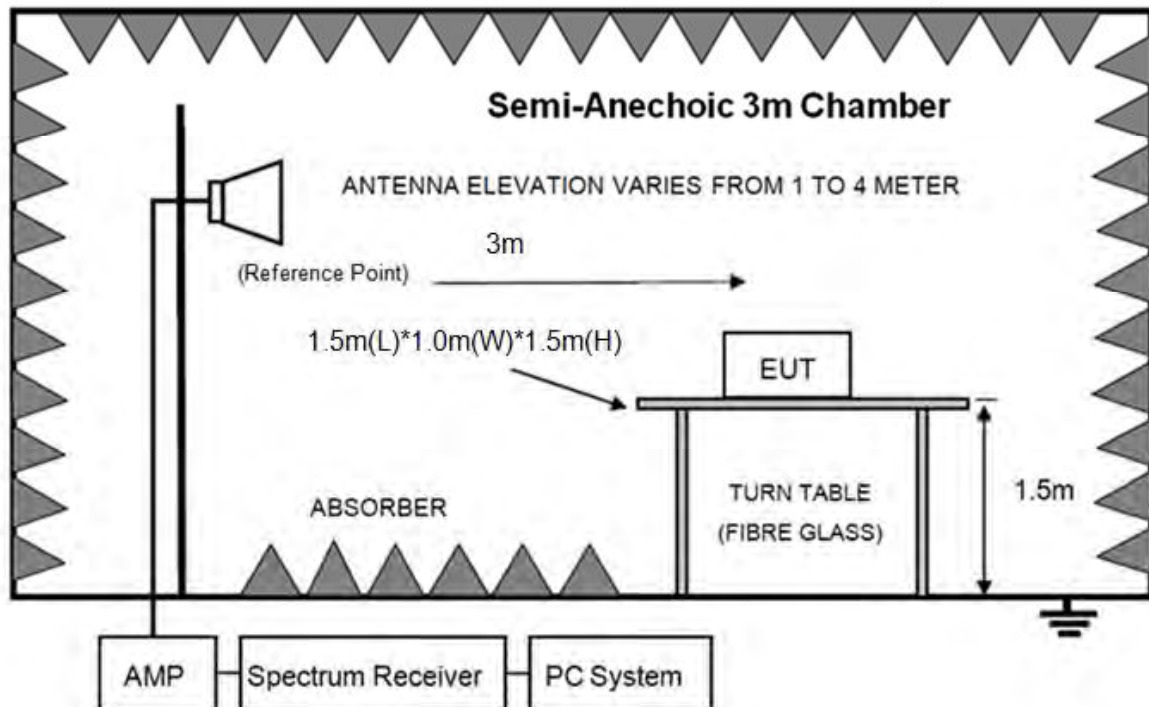 Semi-Anechoic 3m Chamber
ANTENNA ELEVATION VARIES FROM 1 TO 4 METER
3m
(Reference Point)
1.5m(L)*1.0m(W)*1.5m(H)
EUT
TURN TABLE
(FIBRE GLASS)
1.5m
ABSORBER
AMP
Spectrum Receiver
PC System